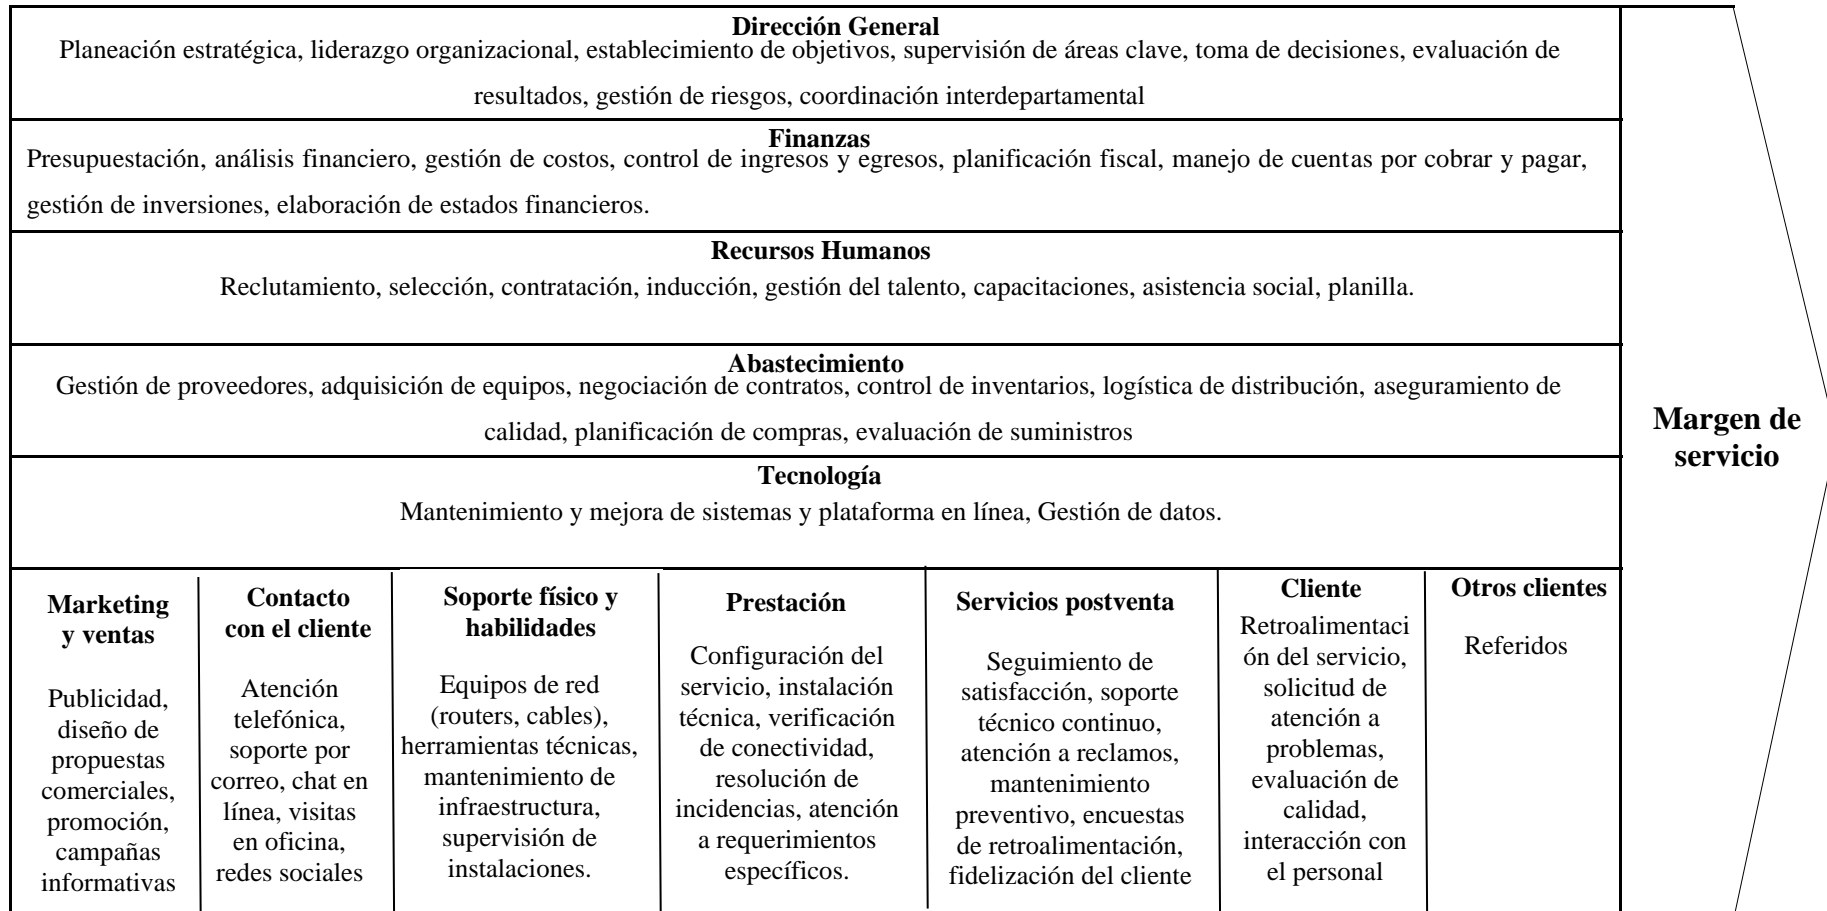 Dirección General
Planeación estratégica, liderazgo organizacional, establecimiento de objetivos, supervisión de áreas clave, toma de decisiones, evaluación de
resultados, gestión de riesgos, coordinación interdepartamental
Finanzas
Presupuestación, análisis financiero, gestión de costos, control de ingresos y egresos, planificación fiscal, manejo de cuentas por cobrar y pagar,
gestión de inversiones, elaboración de estados financieros.
Recursos Humanos
Reclutamiento, selección, contratación, inducción, gestión del talento, capacitaciones, asistencia social, planilla.
Abastecimiento
Gestión de proveedores, adquisición de equipos, negociación de contratos, control de inventarios, logística de distribución, aseguramiento de
calidad, planificación de compras, evaluación de suministros
Tecnología
Mantenimiento y mejora de sistemas y plataforma en línea, Gestión de datos.
Marketing
y ventas
Publicidad,
diseño de
propuestas
comerciales,
promoción,
campañas
informativas
Contacto
con el cliente
Atención
telefónica,
soporte por
correo, chat en
línea, visitas
en oficina,
redes sociales
Soporte físico y
habilidades
Equipos de red
(routers, cables),
herramientas técnicas,
mantenimiento de
infraestructura,
supervisión de
instalaciones.
Prestación
Configuración del
servicio, instalación
técnica, verificación
de conectividad,
resolución de
incidencias, atención
a requerimientos
específicos.
Servicios postventa
Seguimiento de
satisfacción, soporte
técnico continuo,
atención a reclamos,
mantenimiento
preventivo, encuestas
de retroalimentación,
fidelización del cliente
Cliente
Retroalimentaci
ón del servicio,
solicitud de
atención a
problemas,
evaluación de
calidad,
interacción con
el personal
Otros clientes
Referidos
Margen de
servicio